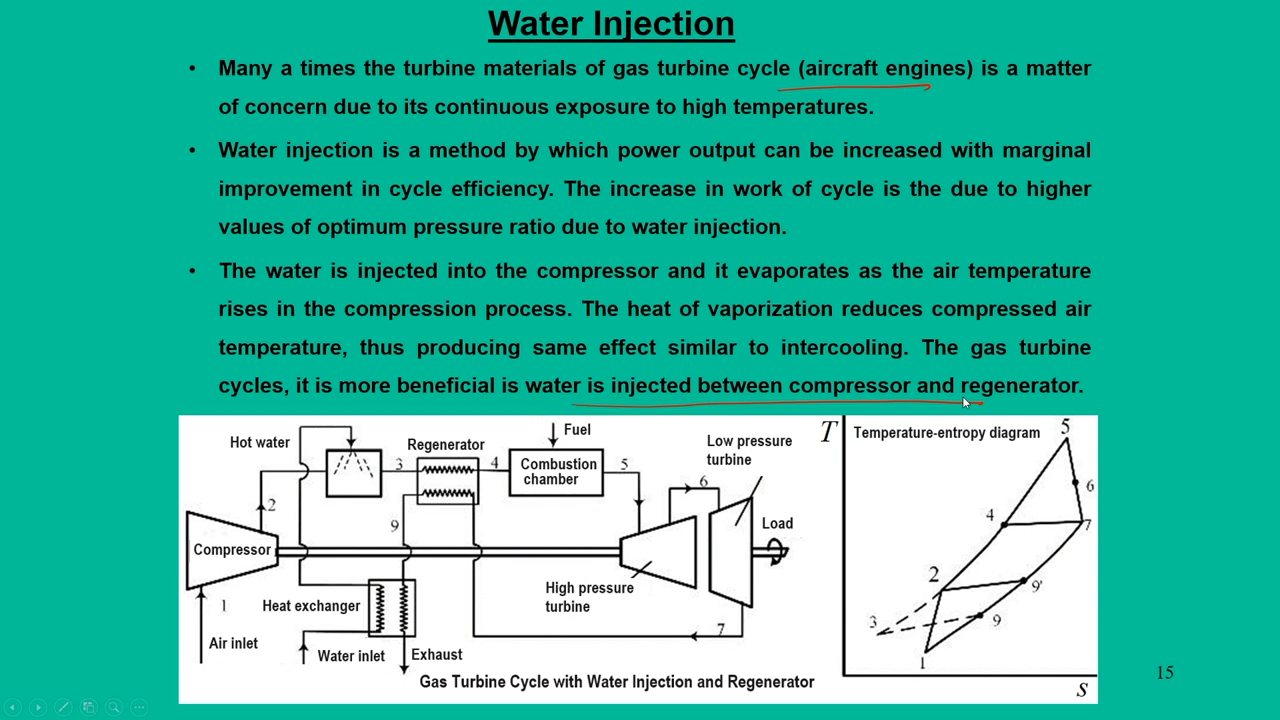 Water Injection
• Many a times the turbine materials of gas turbine cycle (aircraft engines) is a matter
of concern due to its continuous exposure to high temperatures.
• Water injection is a method by which power output can be increased with marginal
improvement in cycle efficiency. The increase in work of cycle is the due to higher
values of optimum pressure ratio due to water injection.
• The water is injected into the compressor and it evaporates as the air temperature
rises in the compression process. The heat of vaporization reduces compressed air
temperature, thus producing same effect similar to intercooling. The gas turbine
cycles, it is more beneficial is water is injected between compressor and regenerator.
Hot water
Regenerator
Fuel
Combustion
chamber
Low pressure
turbine
2
3
4
5
6
9
Compressor
Load
High pressure
turbine
1
Heat exchanger
Air inlet
Water inlet
Exhaust
7
Gas Turbine Cycle with Water Injection and Regenerator
T
Temperature-entropy diagram
5
6
4
7
2
9'
3
9
1
s
15